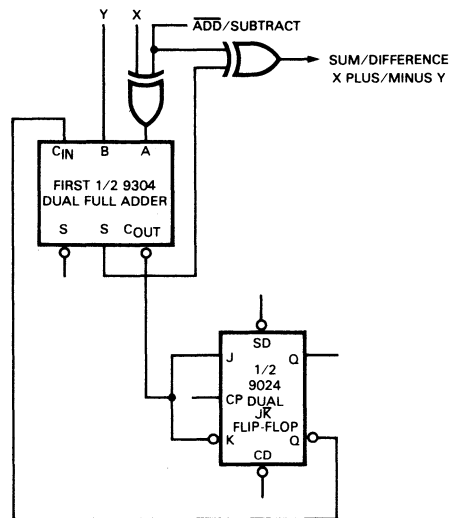 Y X
A̅D̅D̅/SUBTRACT
SUM/DIFFERENCE
X PLUS/MINUS Y
CIN B A
FIRST 1/2 9304
DUAL FULL ADDER
S S COUT
SD
J Q
1/2
9024
CP DUAL
JK̅
FLIP-FLOP
K Q
CD